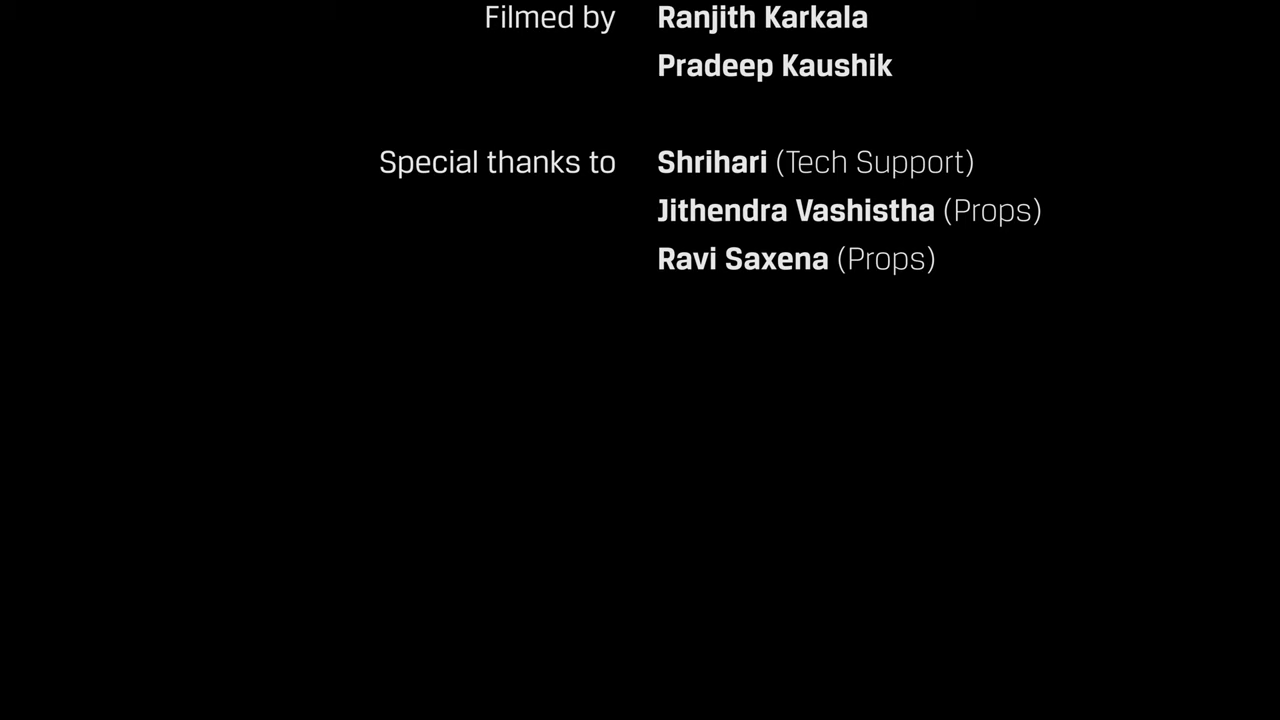 Filmed by Ranjith Karkala
Pradeep Kaushik
Special thanks to Shrihari (Tech Support)
Jithendra Vashistha (Props)
Ravi Saxena (Props)